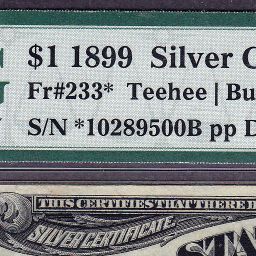 $1 1899 Silver C
Fr#233* Teehee | Bu
S/N *10289500B pp D
THIS CERTIFIES THAT THERE
SILVER CERTIFICATE